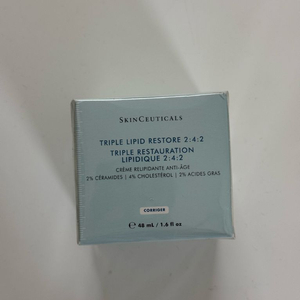 SKINCEUTICALS
TRIPLE LIPID RESTORE 2:4:2
TRIPLE RESTAURATION
LIPIDIQUE 2:4:2
CRÈME RELIPIDANTE ANTI-ÂGE
2% CÉRAMIDES | 4% CHOLESTÉROL | 2% ACIDES GRAS
CORRIGER
℮ 48 mL / 1.6 fl oz